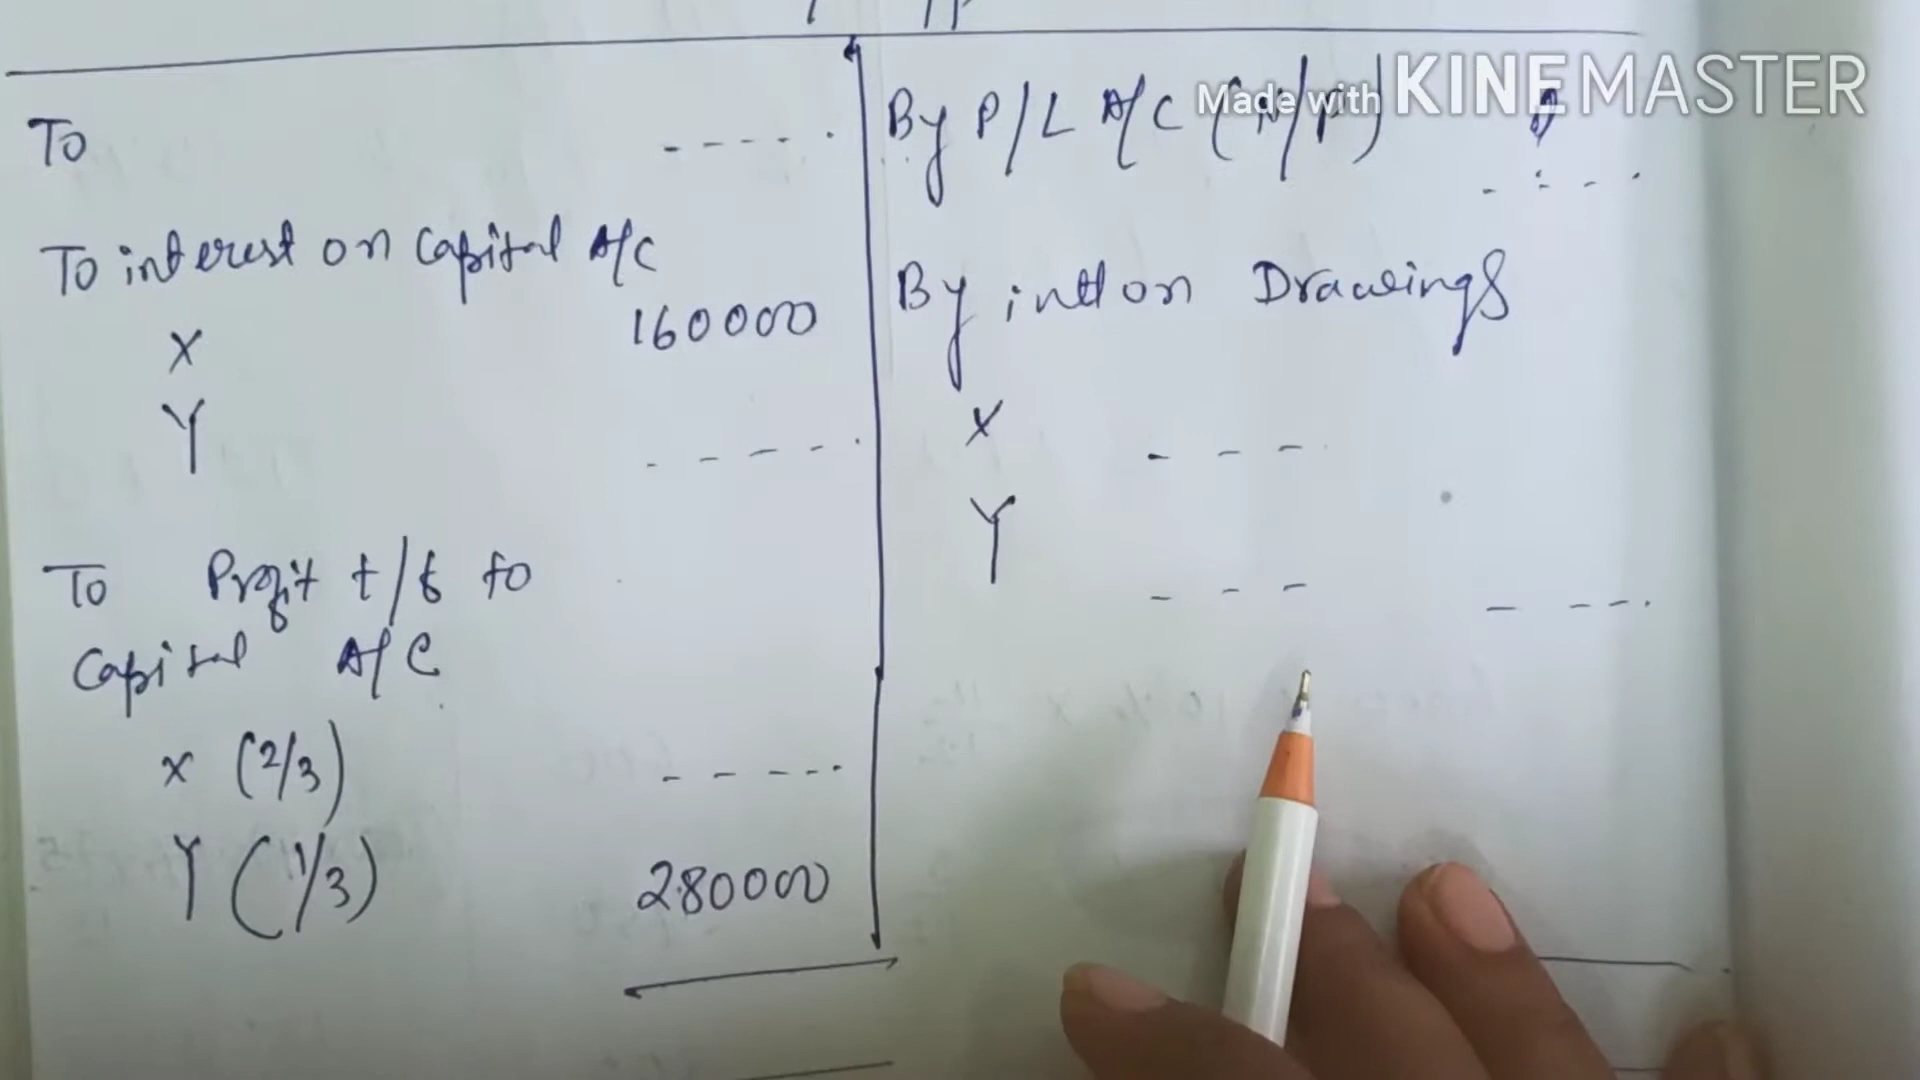 To
To interest on Capital A/C
X 160000
Y
To Profit t/f to
Capital A/C
X (2/3)
Y (1/3) 280000
By P/L A/C (N/P)
By intt on Drawings
X
Y
Made with KINEMASTER